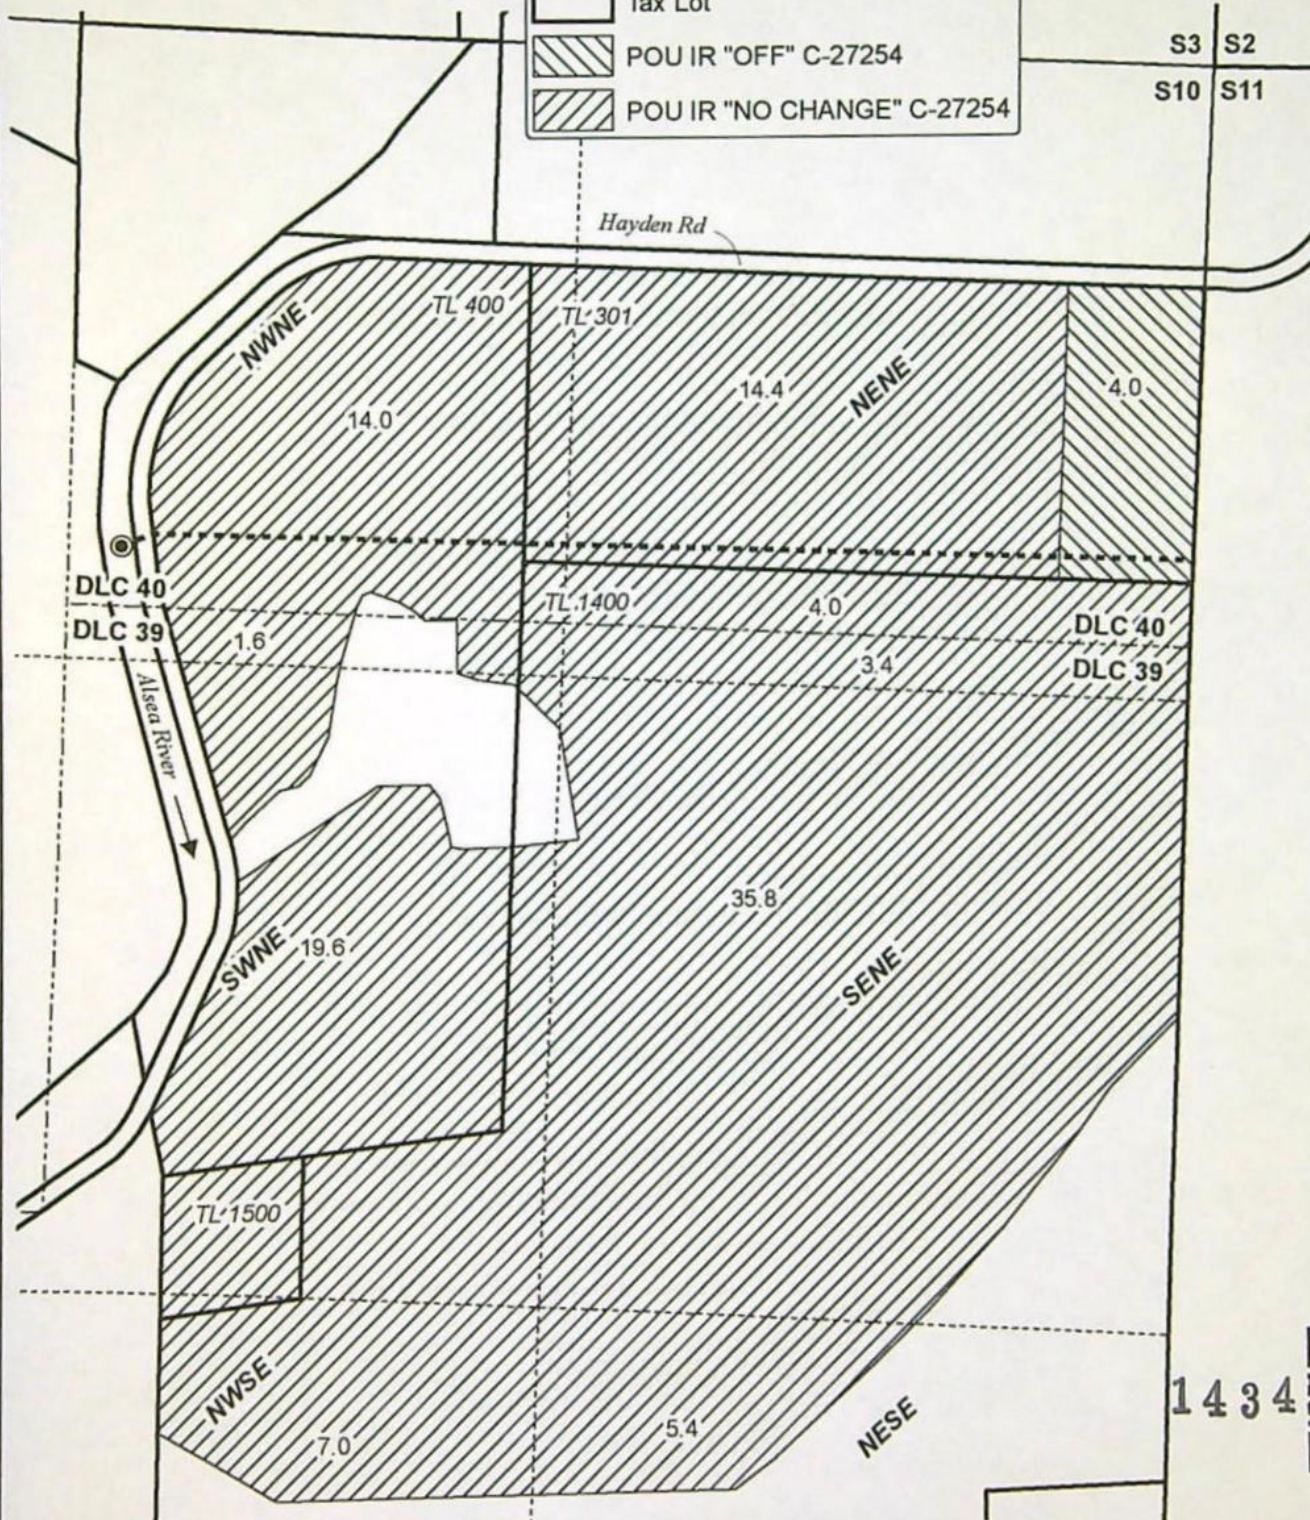 Tax Lot
POU IR "OFF" C-27254
POU IR "NO CHANGE" C-27254
S3 S2
S10 S11
Hayden Rd
TL 400
TL 301
NWNE
14.0
14.4
NENE
4.0
DLC 40
DLC 39
TL 1400
4.0
DLC 40
1.6
3.4
DLC 39
Alsea River
35.8
SWNE
19.6
SENE
TL 1500
NWSE
7.0
5.4
NESE
1434